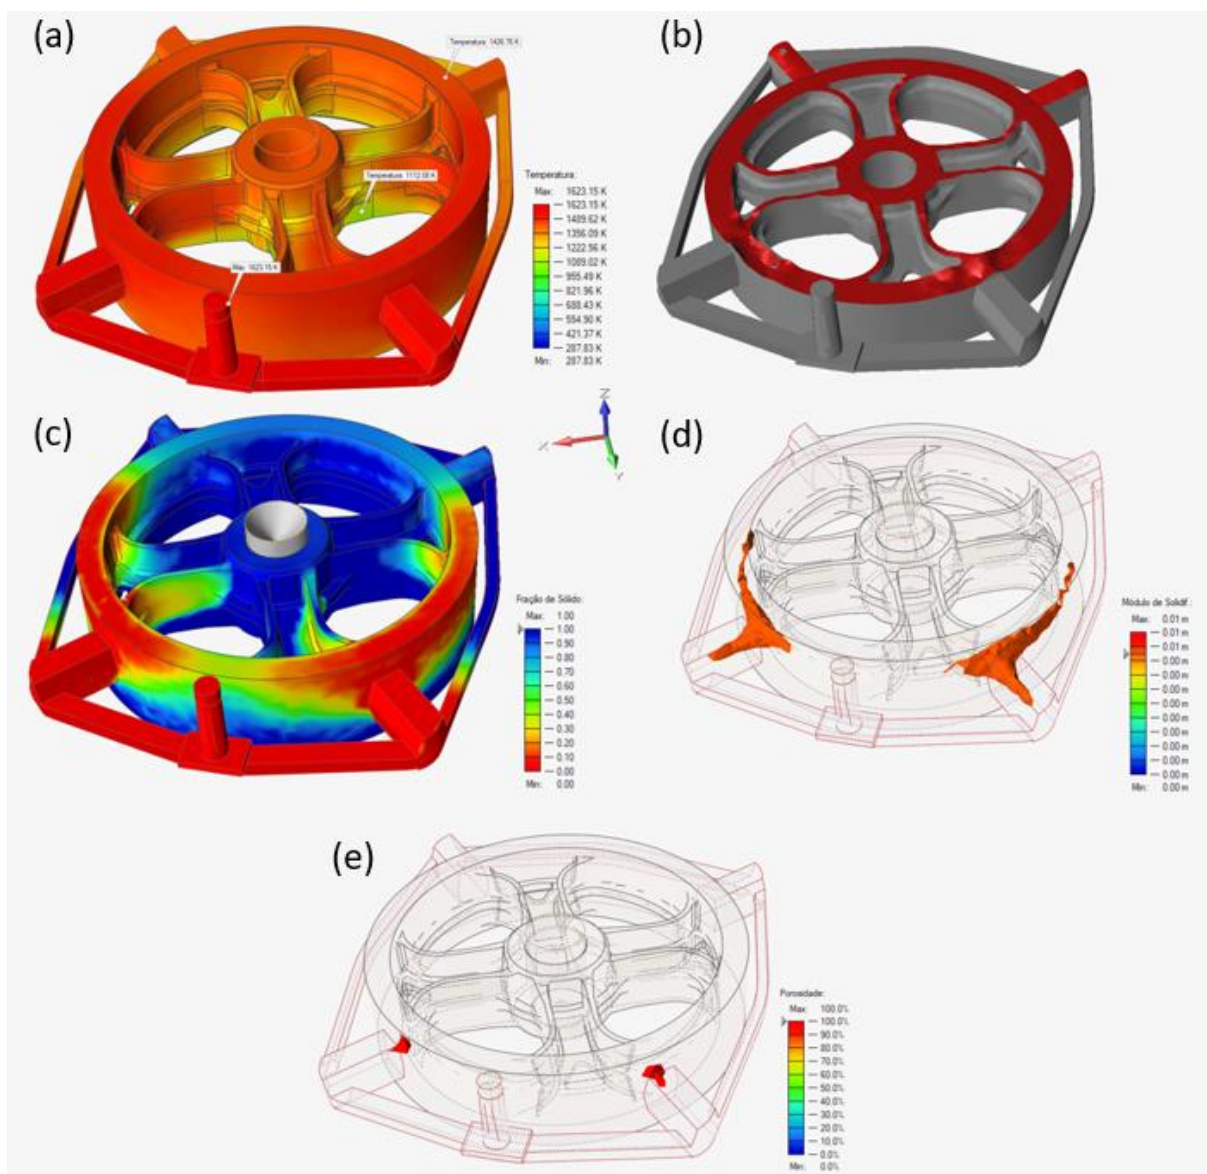 (a)
Temperatura: 1426.76 K
Temperatura: 1112.08 K
Máx: 1623.15 K
Temperatura:
Max: 1623.15 K
1623.15 K
1489.62 K
1356.09 K
1222.56 K
1089.02 K
955.49 K
821.96 K
688.43 K
554.90 K
421.37 K
287.83 K
Min: 287.83 K
(b)
Z
X
Y
(c)
Fração de Sólido:
Max: 1.00
1.00
0.90
0.80
0.70
0.60
0.50
0.40
0.30
0.20
0.10
0.00
Min: 0.00
(d)
Módulo de Solidif.:
Max: 0.01 m
0.01 m
0.01 m
0.00 m
0.00 m
0.00 m
0.00 m
0.00 m
0.00 m
0.00 m
0.00 m
0.00 m
Min: 0.00 m
(e)
Porosidade:
Max: 100.0%
100.0%
90.0%
80.0%
70.0%
60.0%
50.0%
40.0%
30.0%
20.0%
10.0%
0.0%
Min: 0.0%